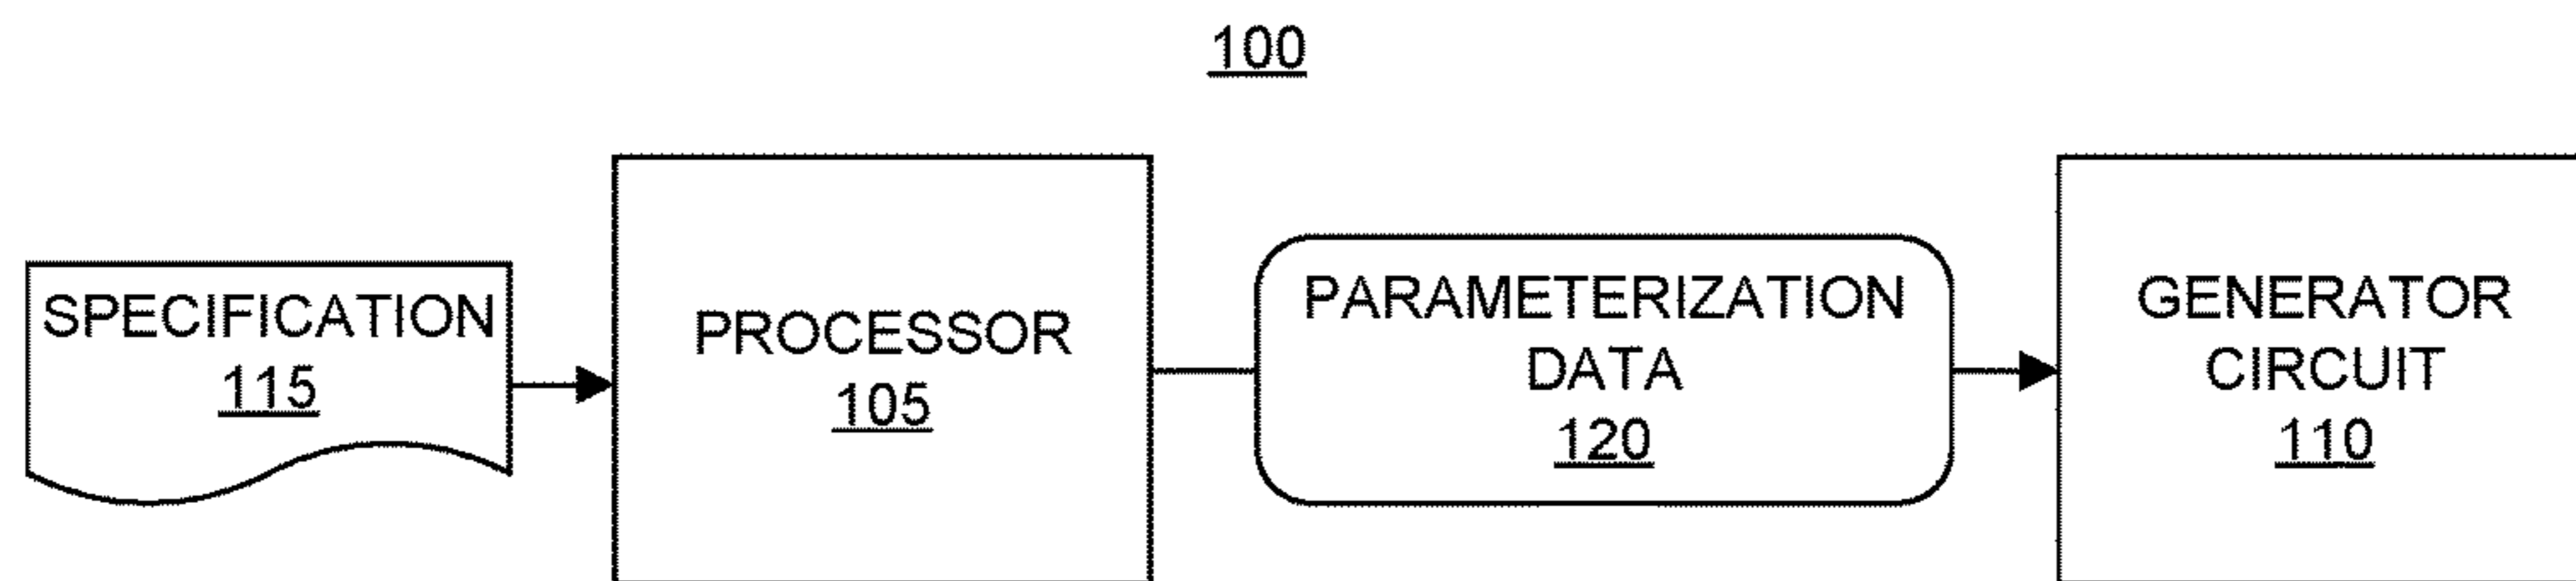 100
SPECIFICATION
115
PROCESSOR
105
PARAMETERIZATION
DATA
120
GENERATOR
CIRCUIT
110